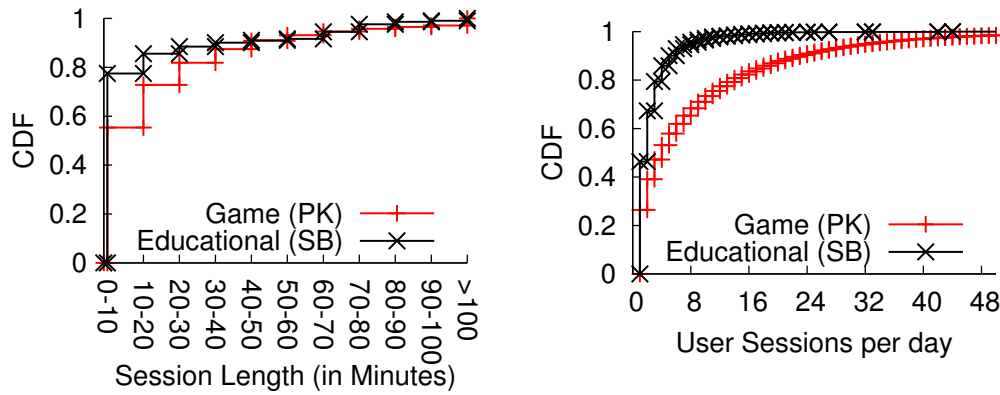 CDF
1
0.8
0.6
0.4
0.2
0
Game (PK)
Educational (SB)
0-10
10-20
20-30
30-40
40-50
50-60
60-70
70-80
80-90
90-100
>100
Session Length (in Minutes)
CDF
1
0.8
0.6
0.4
0.2
0
Game (PK)
Educational (SB)
0 8 16 24 32 40 48
User Sessions per day